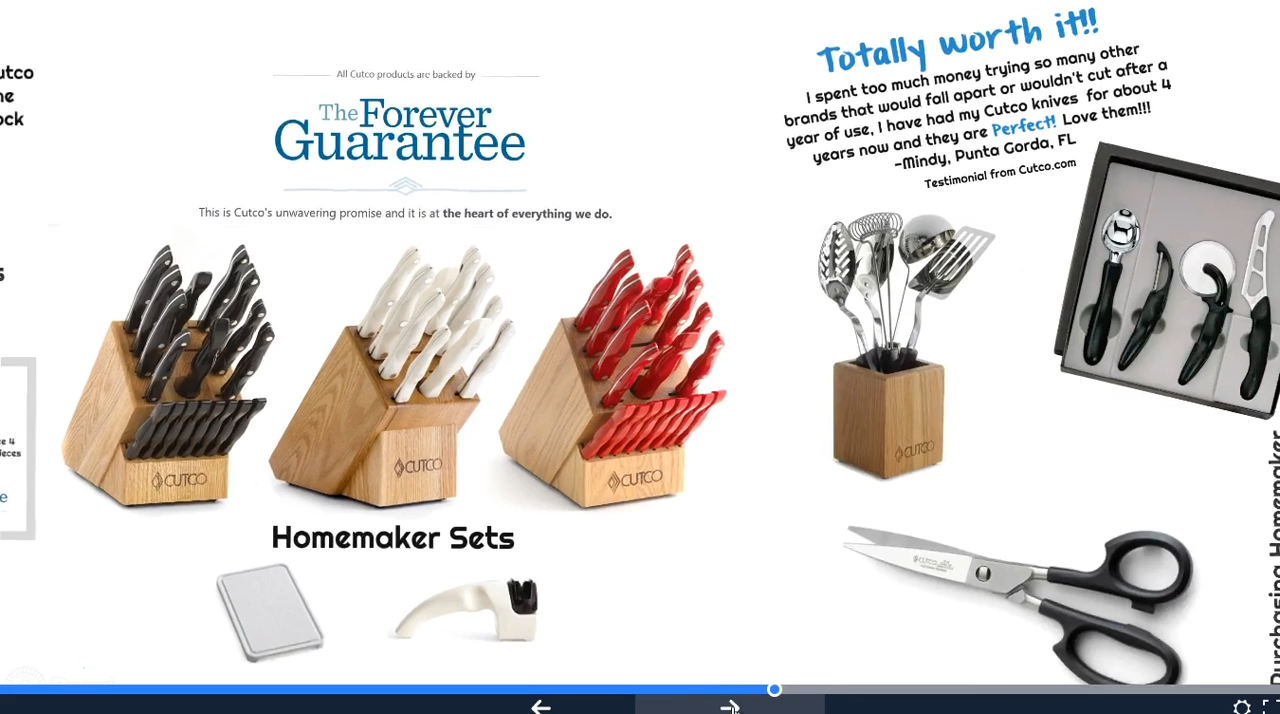 utco
he
ock
s
e 4
ieces
e
All Cutco products are backed by
The Forever
Guarantee
This is Cutco's unwavering promise and it is at the heart of everything we do.
CUTCO
CUTCO
CUTCO
Homemaker Sets
Totally worth it!!
I spent too much money trying so many other
brands that would fall apart or wouldn't cut after a
year of use, I have had my Cutco knives for about 4
years now and they are Perfect! Love them!!!
-Mindy, Punta Gorda, FL
Testimonial from Cutco.com
CUTCO
CUTCO
Purchasing Homemaker